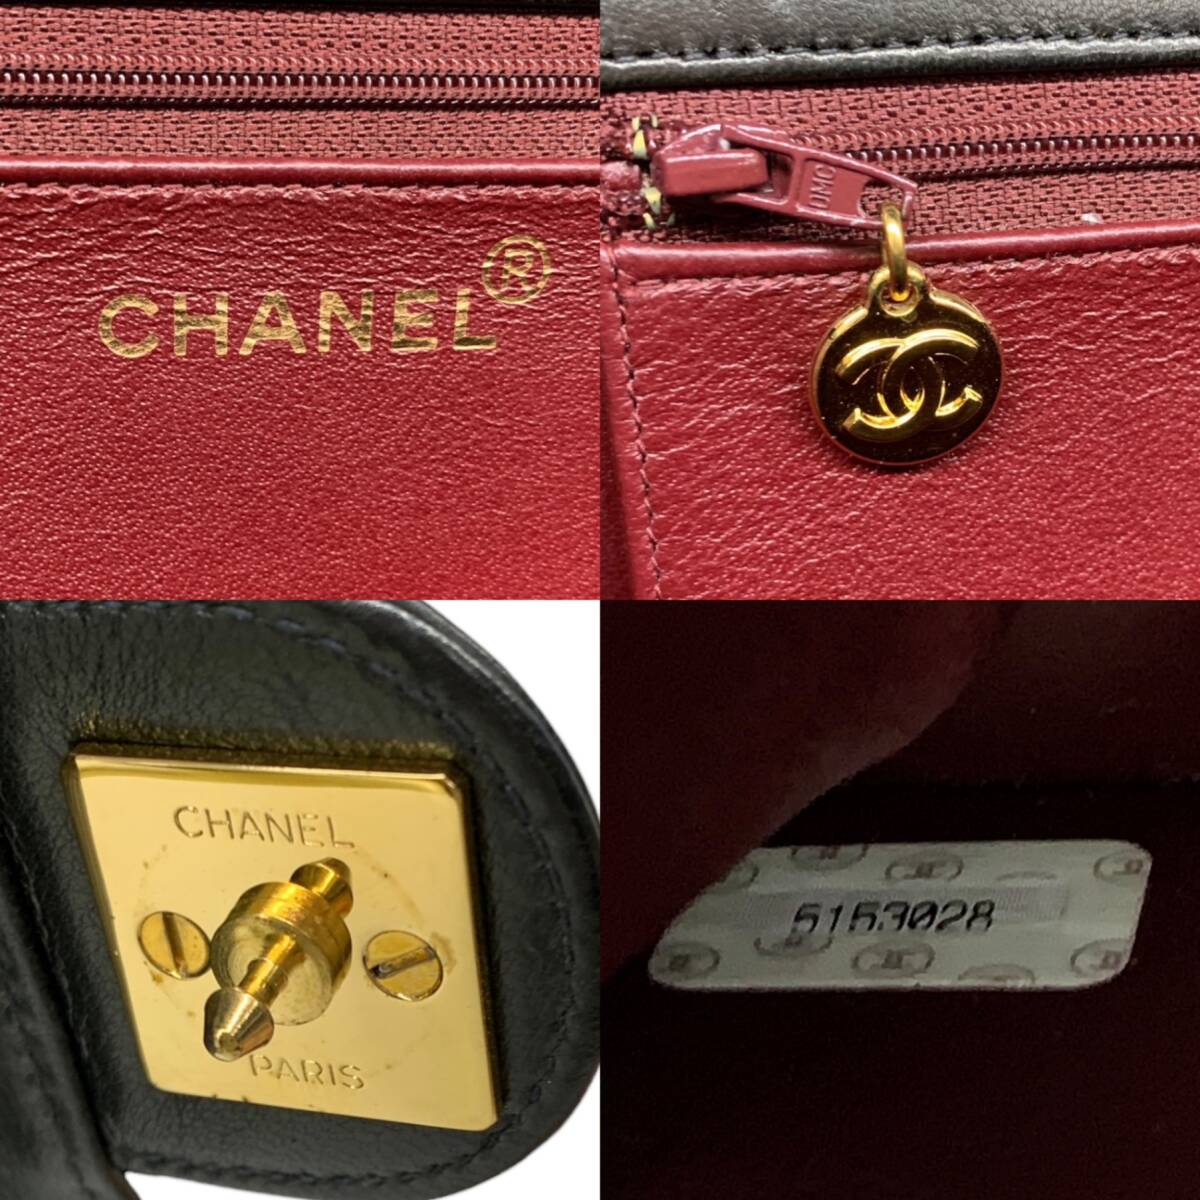 CHANEL®
DMC
CHANEL
PARIS
5153028